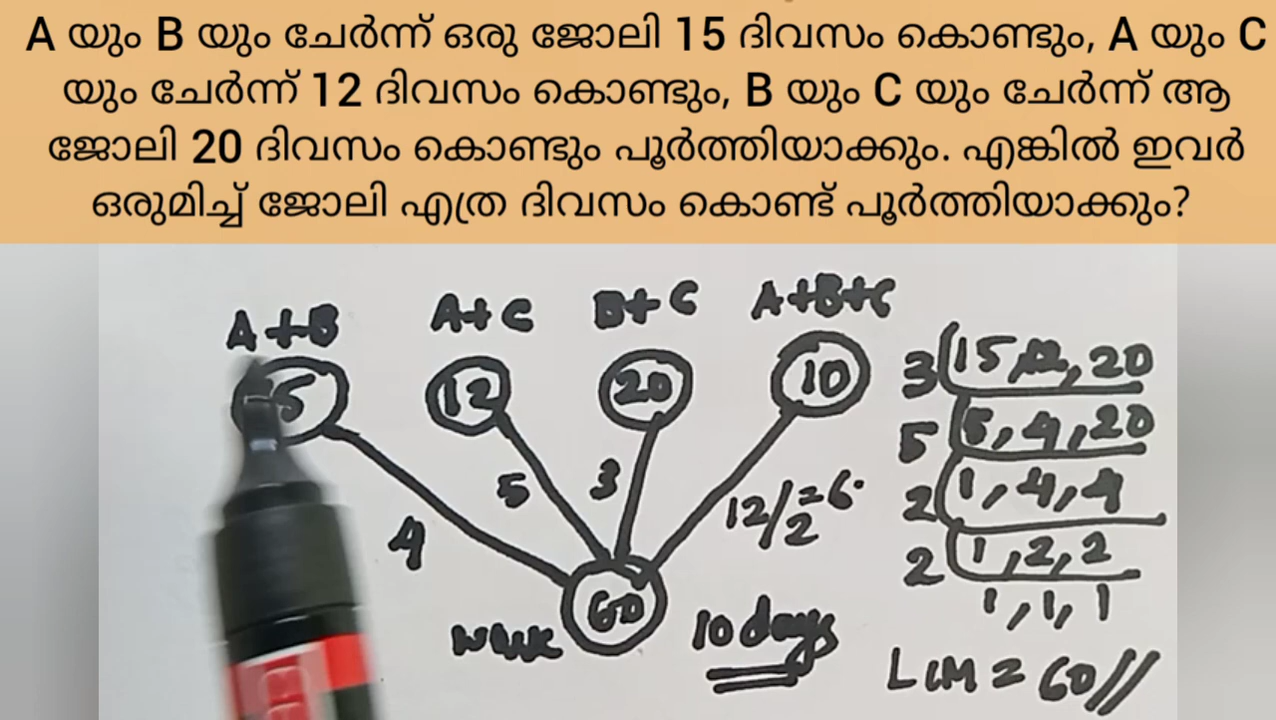 A യും B യും ചേർന്ന് ഒരു ജോലി 15 ദിവസം കൊണ്ടും, A യും C
യും ചേർന്ന് 12 ദിവസം കൊണ്ടും, B യും C യും ചേർന്ന് ആ
ജോലി 20 ദിവസം കൊണ്ടും പൂർത്തിയാക്കും. എങ്കിൽ ഇവർ
ഒരുമിച്ച് ജോലി എത്ര ദിവസം കൊണ്ട് പൂർത്തിയാക്കും?
A+B A+C B+C A+B+C
5 12 20 10
4 5 3 12/2=6
60
work
10 days
3 15, 12, 20
5 5, 4, 20
2 1, 4, 4
2 1, 2, 2
1, 1, 1
LCM = 60//